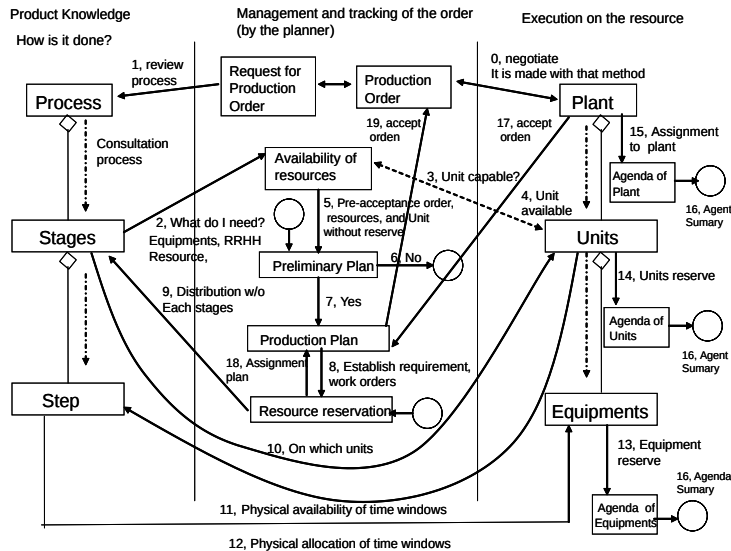 Product Knowledge
How is it done?
Management and tracking of the order
(by the planner)
Execution on the resource
1, review
process
Request for
Production
Order
Production
Order
0, negotiate
It is made with that method
Process
Plant
19, accept
orden
17, accept
orden
15, Assignment
to plant
Consultation
process
Availability of
resources
3, Unit capable?
Agenda of
Plant
16, Agent
Sumary
4, Unit
available
2, What do I need?
Equipments, RRHH
Resource,
5, Pre-acceptance order,
resources, and Unit
without reserve
Stages
Units
Preliminary Plan
6, No
14, Units reserve
9, Distribution w/o
Each stages
7, Yes
Agenda of
Units
16, Agent
Sumary
Production Plan
18, Assignment
plan
8, Establish requirement,
work orders
Step
Resource reservation
Equipments
10, On which units
13, Equipment
reserve
16, Agenda
Sumary
11, Physical availability of time windows
Agenda of
Equipments
12, Physical allocation of time windows